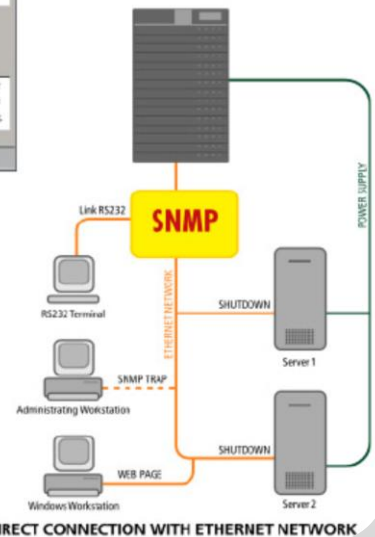 POWER SUPPLY
Link RS232
SNMP
RS232 Terminal
ETHERNET NETWORK
SHUTDOWN
Server 1
SNMP TRAP
Administrating Workstation
SHUTDOWN
WEB PAGE
Windows Workstation
Server 2
IRECT CONNECTION WITH ETHERNET NETWORK